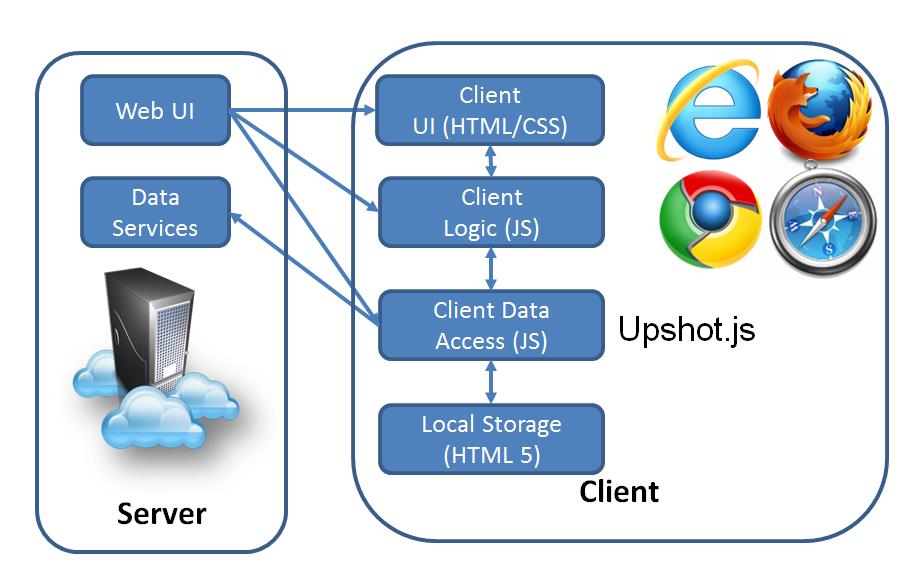 Web UI
Data
Services
Server
Client
UI (HTML/CSS)
Client
Logic (JS)
Client Data
Access (JS)
Upshot.js
Local Storage
(HTML 5)
Client
N
S